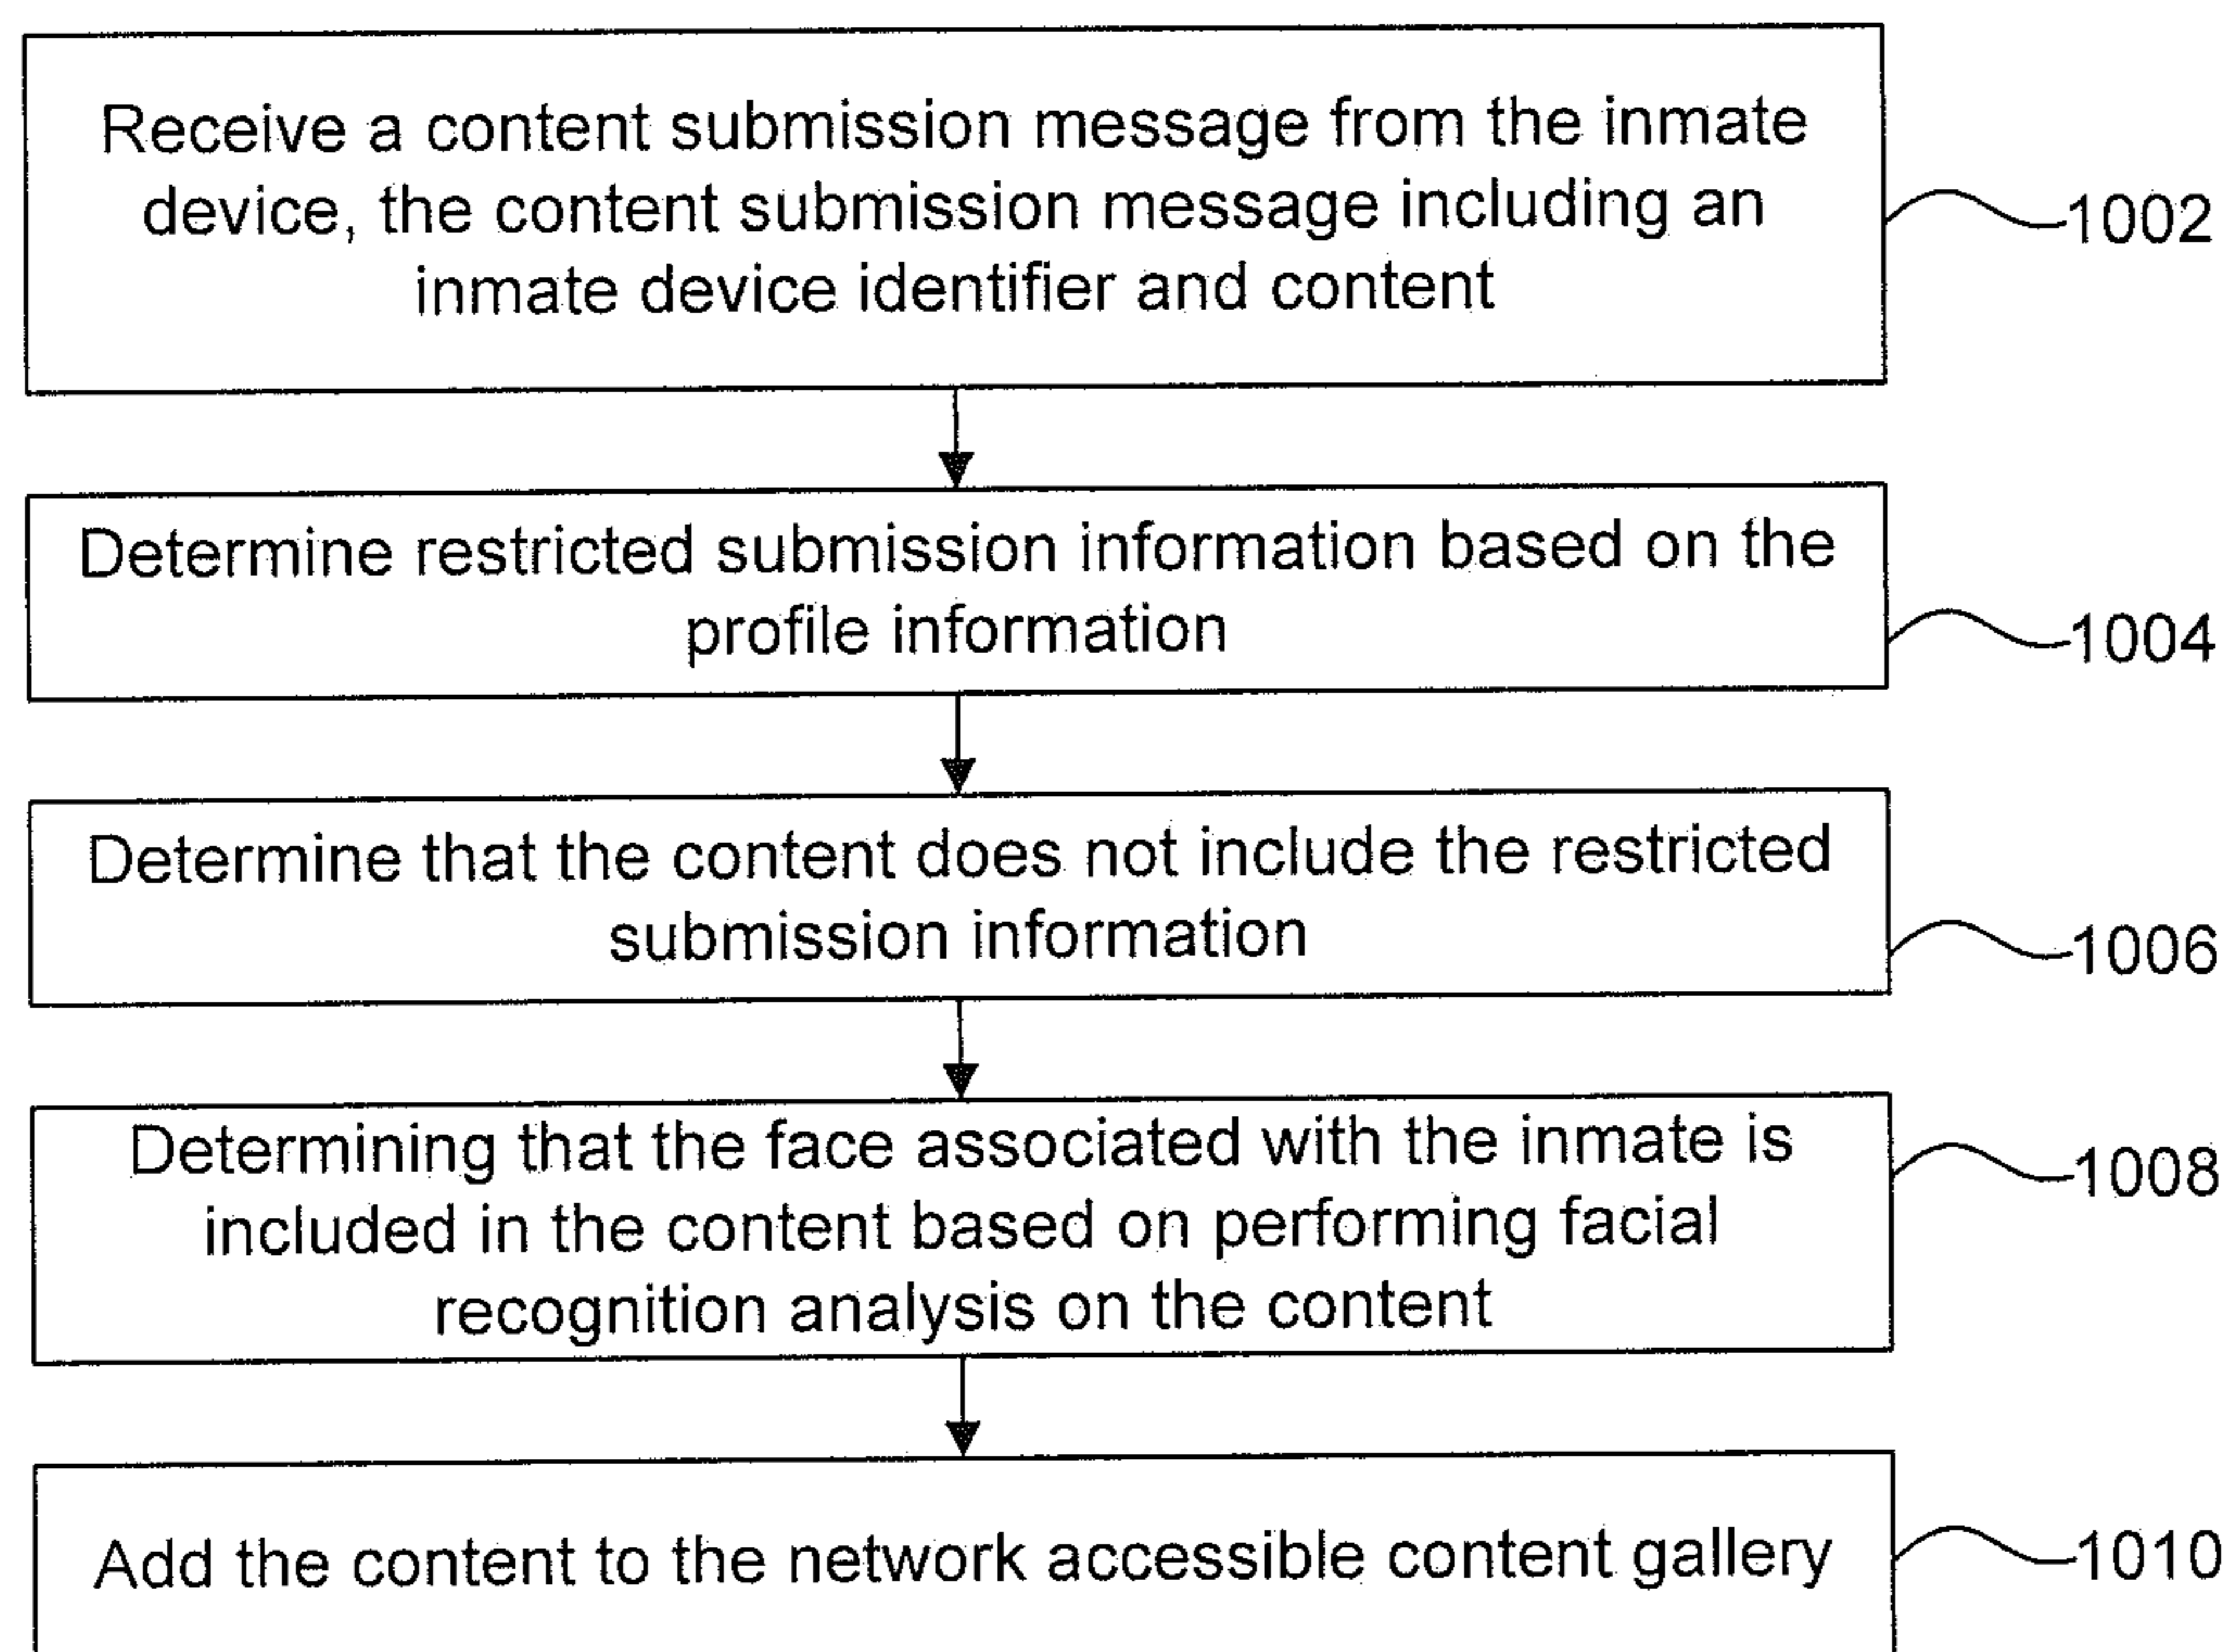 Receive a content submission message from the inmate
device, the content submission message including an
inmate device identifier and content
1002
Determine restricted submission information based on the
profile information
1004
Determine that the content does not include the restricted
submission information
1006
Determining that the face associated with the inmate is
included in the content based on performing facial
recognition analysis on the content
1008
Add the content to the network accessible content gallery
1010